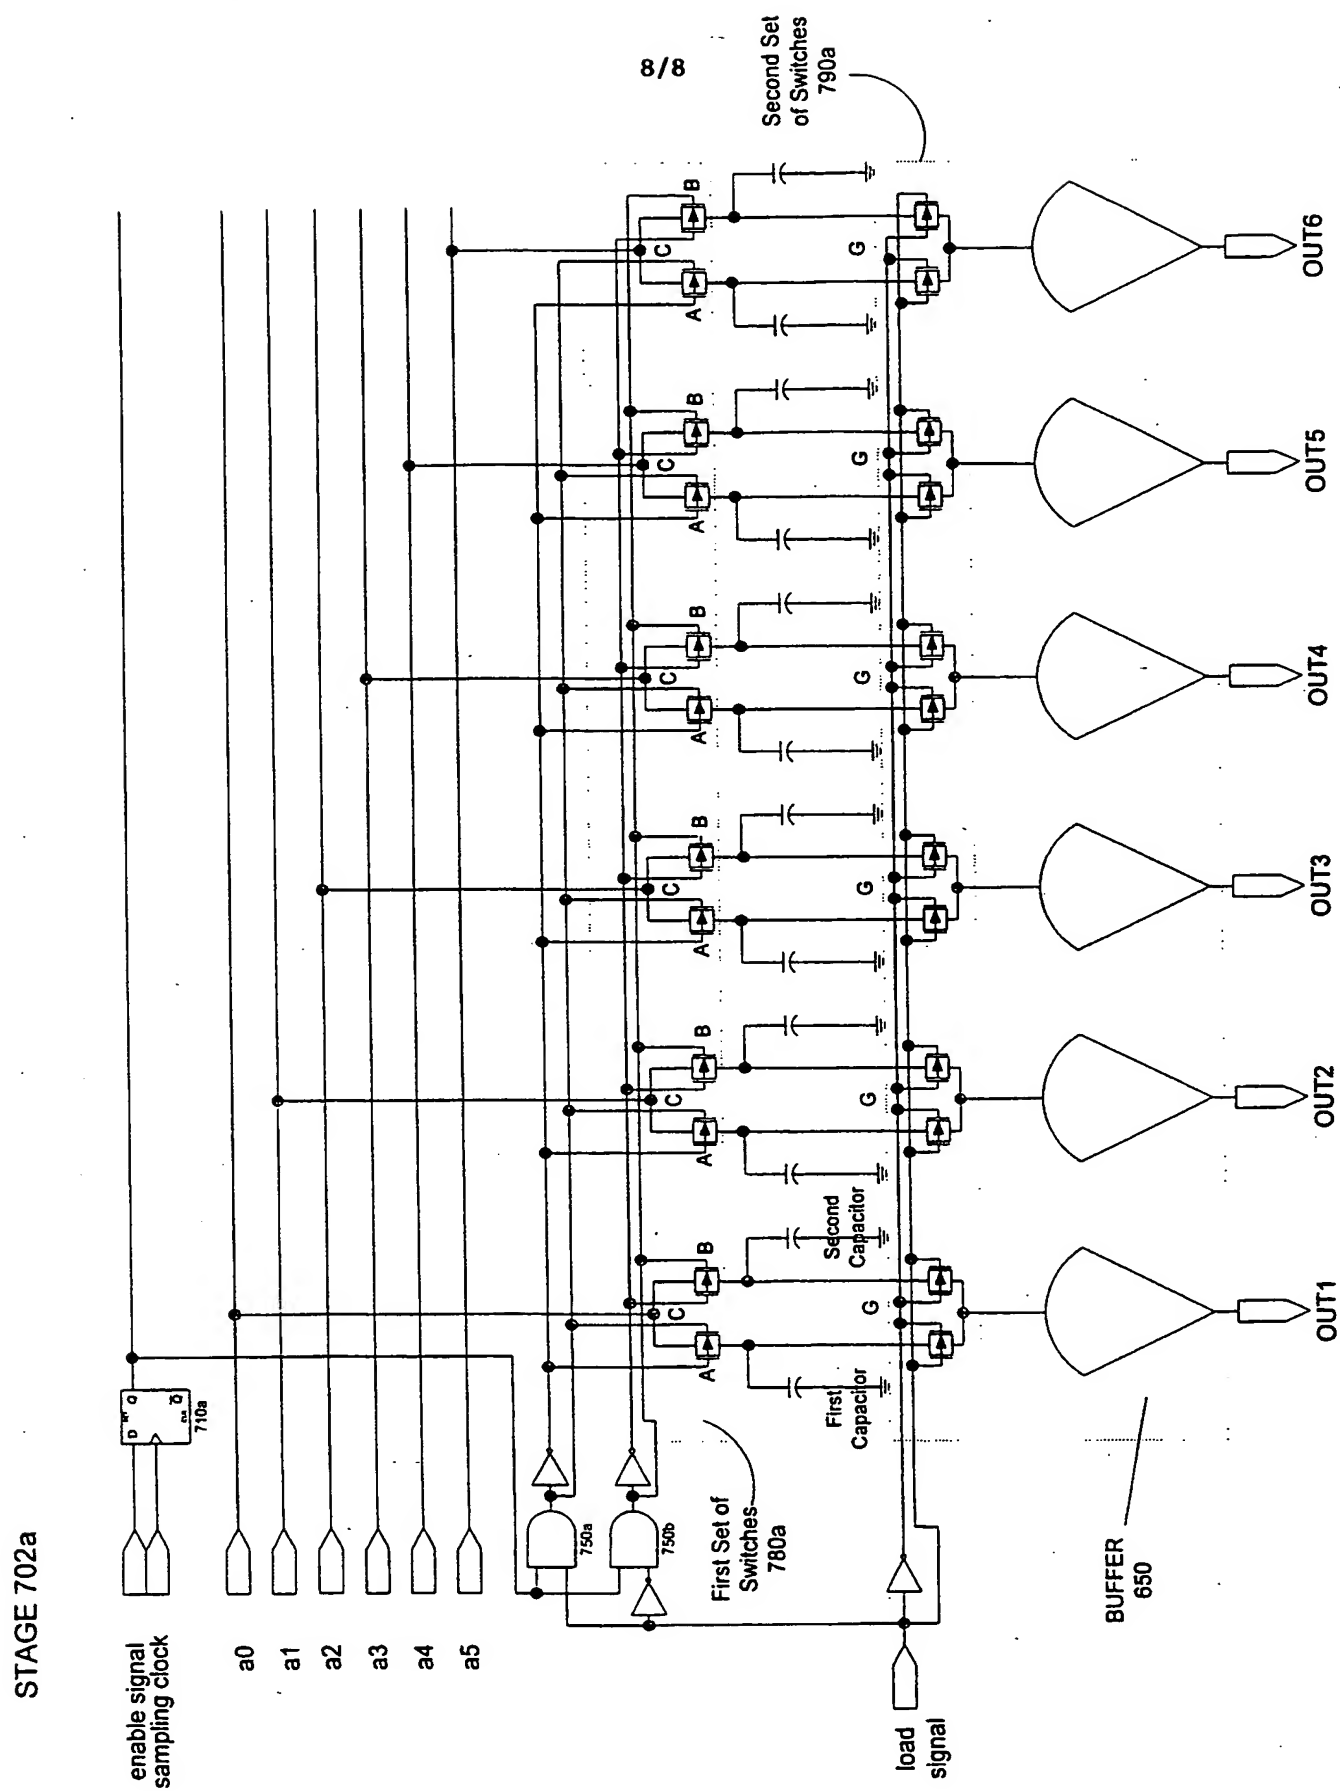 8/8
STAGE 702a
enable signal
sampling clock
D
Q
Q
710a
a0
a1
a2
a3
a4
a5
750a
750b
First Set of
Switches
780a
Second Set
of Switches
790a
load
signal
First
Capacitor
Second
Capacitor
A
C
B
G
A
C
B
G
A
C
B
G
A
C
B
G
A
C
B
G
A
C
B
G
BUFFER
650
OUT1
OUT2
OUT3
OUT4
OUT5
OUT6